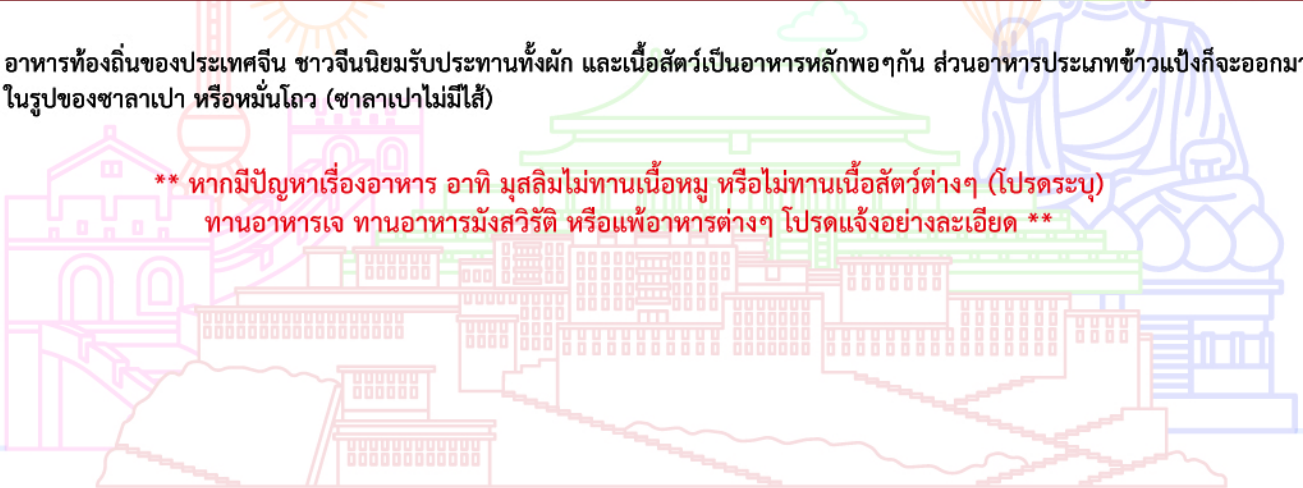 อาหารท้องถิ่นของประเทศจีน ชาวจีนนิยมรับประทานทั้งผัก และเนื้อสัตว์เป็นอาหารหลักพอๆกัน ส่วนอาหารประเภทข้าวแป้งก็จะออกมา
ในรูปของซาลาเปา หรือหมั่นโถว (ซาลาเปาไม่มีไส้)
** หากมีปัญหาเรื่องอาหาร อาทิ มุสลิมไม่ทานเนื้อหมู หรือไม่ทานเนื้อสัตว์ต่างๆ (โปรดระบุ)
ทานอาหารเจ ทานอาหารมังสวิรัติ หรือแพ้อาหารต่างๆ โปรดแจ้งอย่างละเอียด **